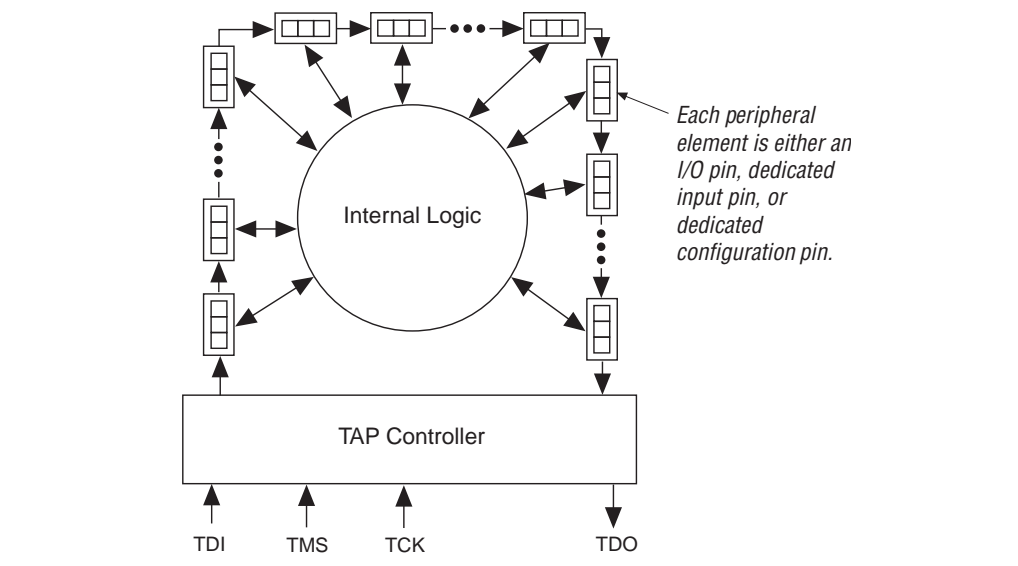 Each peripheral
element is either an
I/O pin, dedicated
input pin, or
dedicated
configuration pin.
Internal Logic
TAP Controller
TDI
TMS
TCK
TDO